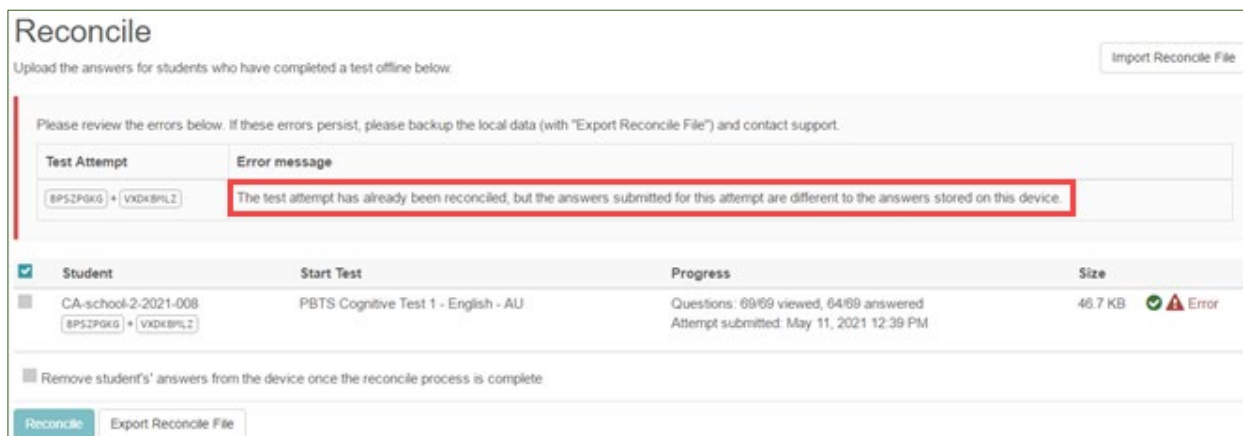 Reconcile
Import Reconcile File
Upload the answers for students who have completed a test offline below.
Please review the errors below. If these errors persist, please backup the local data (with "Export Reconcile File") and contact support.
Test Attempt Error message
BPSZPGKG + VXDKBMLZ The test attempt has already been reconciled, but the answers submitted for this attempt are different to the answers stored on this device.
Student Start Test Progress Size
CA-school-2-2021-008 PBTS Cognitive Test 1 - English - AU Questions: 69/69 viewed, 64/69 answered 46.7 KB Error
BPSZPGKG + VXDKBMLZ Attempt submitted: May 11, 2021 12:39 PM
Remove student's' answers from the device once the reconcile process is complete
Reconcile Export Reconcile File